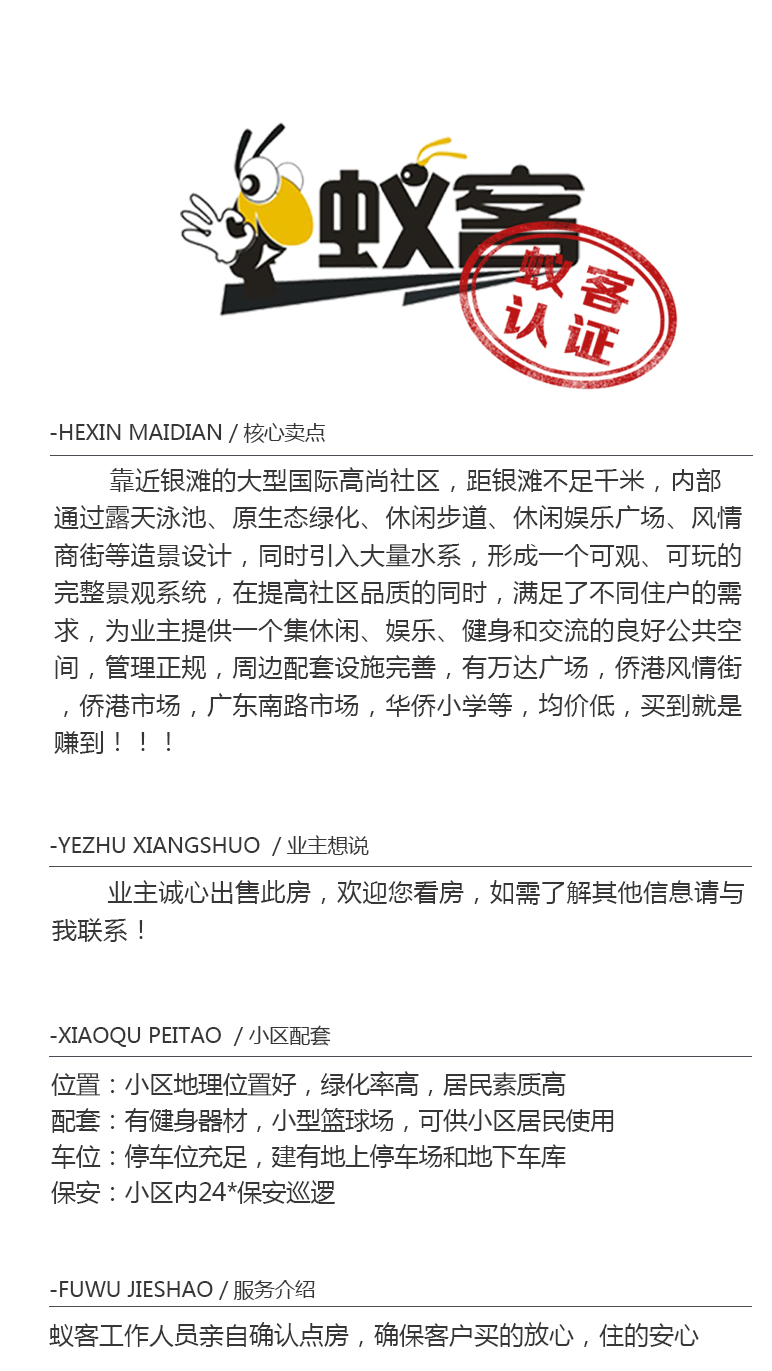 蚁客
蚁客
认证
-HEXIN MAIDIAN / 核心卖点
靠近银滩的大型国际高尚社区，距银滩不足千米，内部
通过露天泳池、原生态绿化、休闲步道、休闲娱乐广场、风情
商街等造景设计，同时引入大量水系，形成一个可观、可玩的
完整景观系统，在提高社区品质的同时，满足了不同住户的需
求，为业主提供一个集休闲、娱乐、健身和交流的良好公共空
间，管理正规，周边配套设施完善，有万达广场，侨港风情街
，侨港市场，广东南路市场，华侨小学等，均价低，买到就是
赚到！！！
-YEZHU XIANGSHUO / 业主想说
业主诚心出售此房，欢迎您看房，如需了解其他信息请与
我联系！
-XIAOQU PEITAO / 小区配套
位置：小区地理位置好，绿化率高，居民素质高
配套：有健身器材，小型篮球场，可供小区居民使用
车位：停车位充足，建有地上停车场和地下车库
保安：小区内24*保安巡逻
-FUWU JIESHAO / 服务介绍
蚁客工作人员亲自确认点房，确保客户买的放心，住的安心